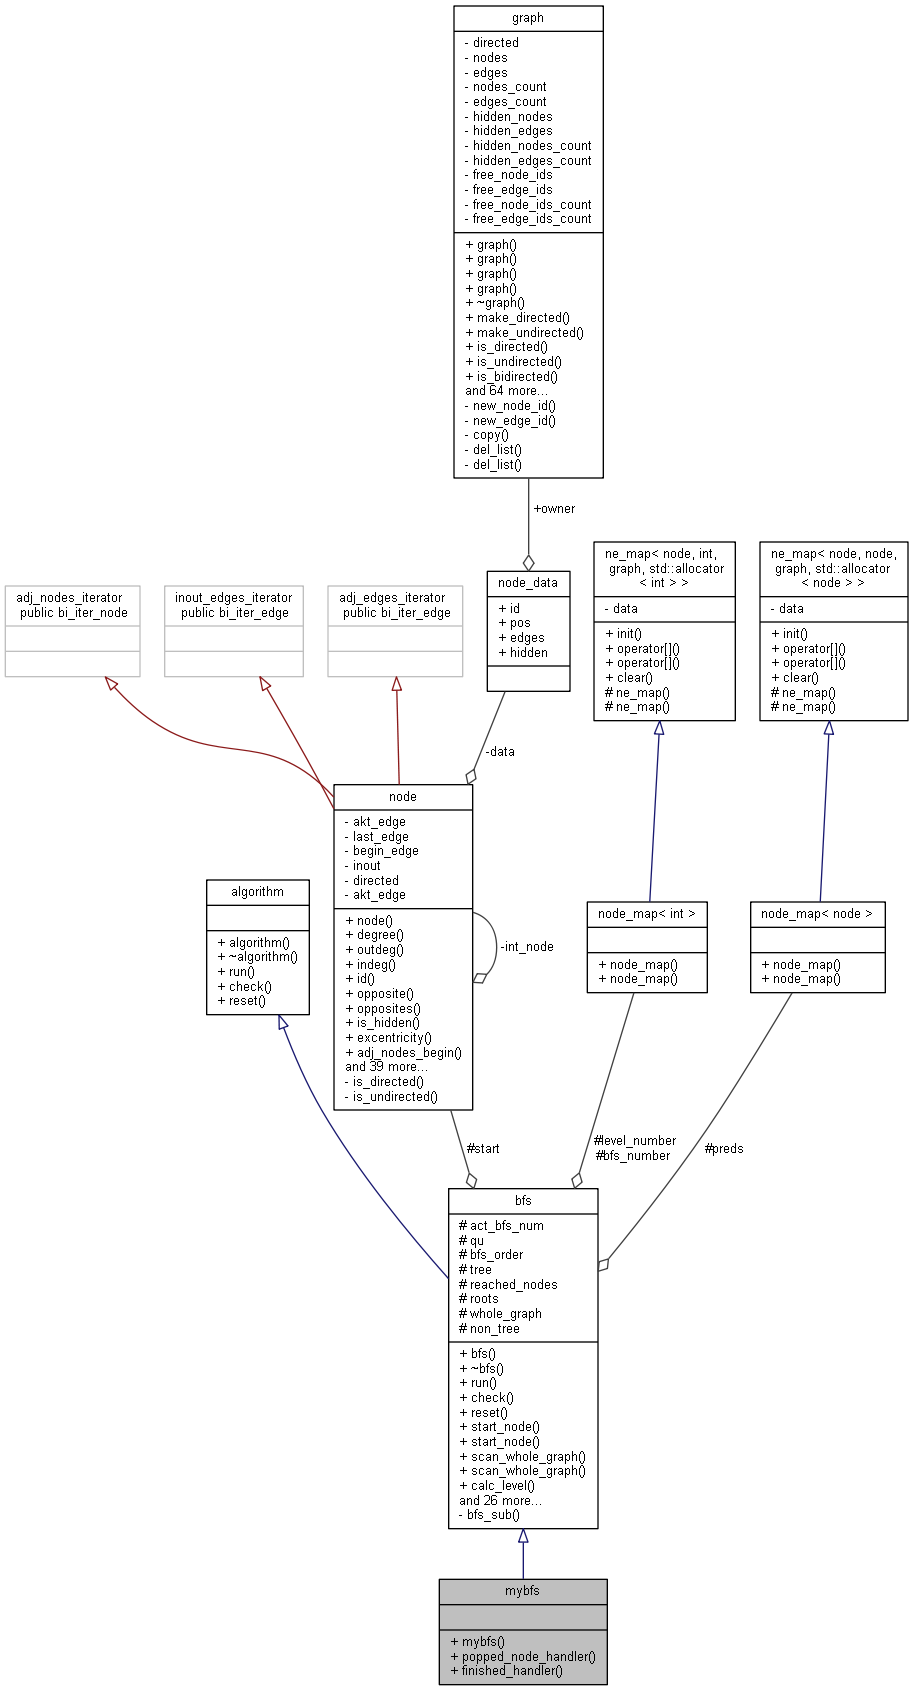 graph
- directed
- nodes
- edges
- nodes_count
- edges_count
- hidden_nodes
- hidden_edges
- hidden_nodes_count
- hidden_edges_count
- free_node_ids
- free_edge_ids
- free_node_ids_count
- free_edge_ids_count
+ graph()
+ graph()
+ graph()
+ graph()
+ ~graph()
+ make_directed()
+ make_undirected()
+ is_directed()
+ is_undirected()
+ is_bidirected()
and 64 more...
- new_node_id()
- new_edge_id()
- copy()
- del_list()
- del_list()
+owner
adj_nodes_iterator
public bi_iter_node
inout_edges_iterator
public bi_iter_edge
adj_edges_iterator
public bi_iter_edge
node_data
+ id
+ pos
+ edges
+ hidden
ne_map< node, int,
graph, std::allocator
< int > >
- data
+ init()
+ operator[]()
+ operator[]()
+ clear()
# ne_map()
# ne_map()
ne_map< node, node,
graph, std::allocator
< node > >
- data
+ init()
+ operator[]()
+ operator[]()
+ clear()
# ne_map()
# ne_map()
-data
node
- akt_edge
- last_edge
- begin_edge
- inout
- directed
- akt_edge
+ node()
+ degree()
+ outdeg()
+ indeg()
+ id()
+ opposite()
+ opposites()
+ is_hidden()
+ excentricity()
+ adj_nodes_begin()
and 39 more...
- is_directed()
- is_undirected()
-int_node
algorithm
+ algorithm()
+ ~algorithm()
+ run()
+ check()
+ reset()
node_map< int >
+ node_map()
+ node_map()
node_map< node >
+ node_map()
+ node_map()
#start
#level_number
#bfs_number
#preds
bfs
# act_bfs_num
# qu
# bfs_order
# tree
# reached_nodes
# roots
# whole_graph
# non_tree
+ bfs()
+ ~bfs()
+ run()
+ check()
+ reset()
+ start_node()
+ start_node()
+ scan_whole_graph()
+ scan_whole_graph()
+ calc_level()
and 26 more...
- bfs_sub()
mybfs
+ mybfs()
+ popped_node_handler()
+ finished_handler()